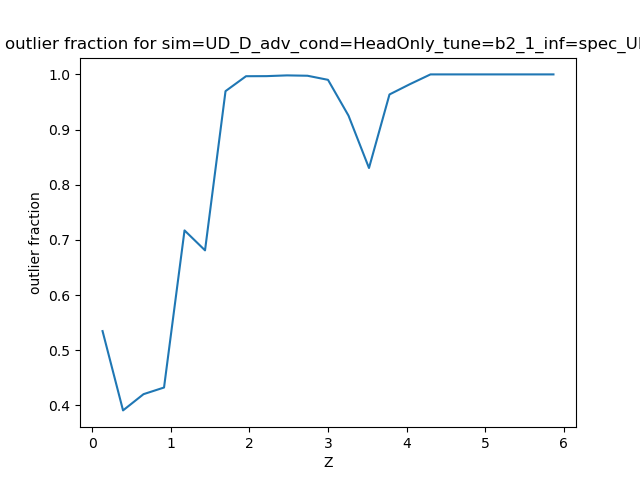 outlier fraction for sim=UD_D_adv_cond=HeadOnly_tune=b2_1_inf=spec_U
1.0
0.9
0.8
0.7
0.6
0.5
0.4
outlier fraction
0 1 2 3 4 5 6
Z